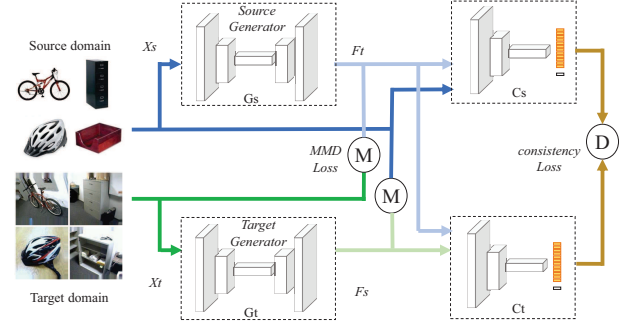 Source domain
Xs
Source
Generator
Gs
Ft
Cs
MMD
Loss
M
M
consistency
Loss
D
Target domain
Xt
Target
Generator
Gt
Fs
Ct